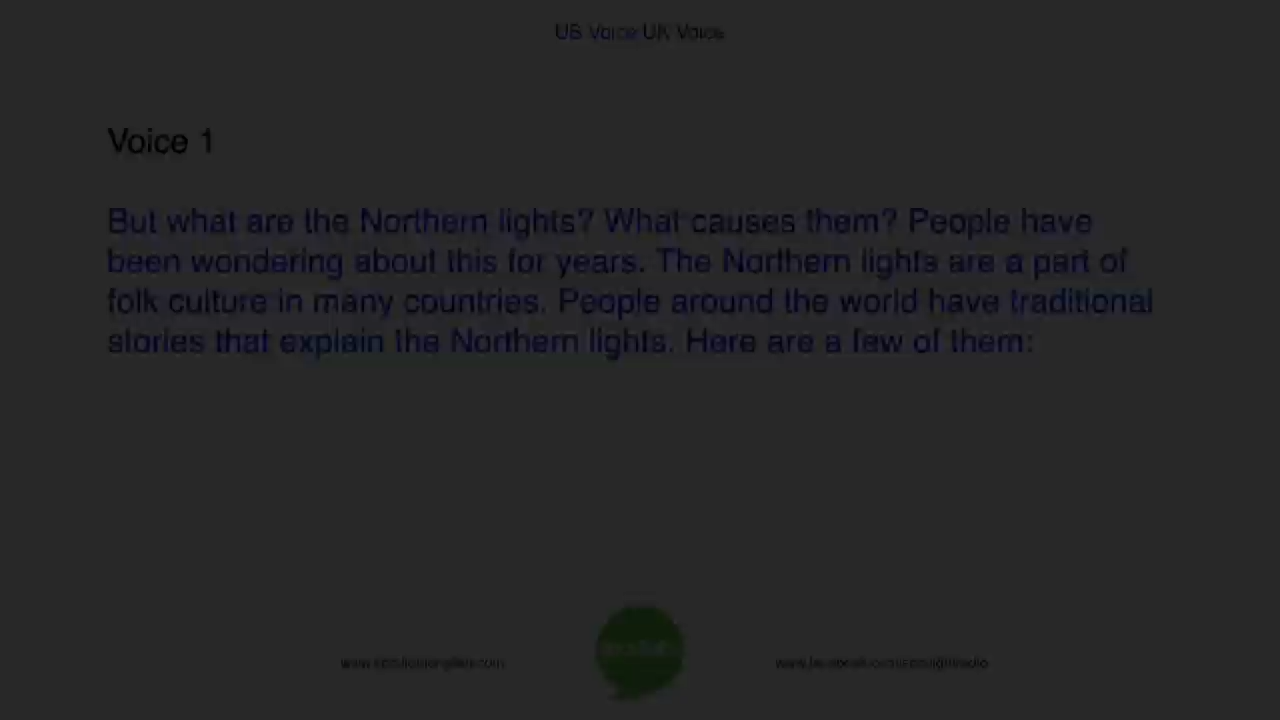 US Voice UK Voice
Voice 1
But what are the Northern lights? What causes them? People have
been wondering about this for years. The Northern lights are a part of
folk culture in many countries. People around the world have traditional
stories that explain the Northern lights. Here are a few of them: